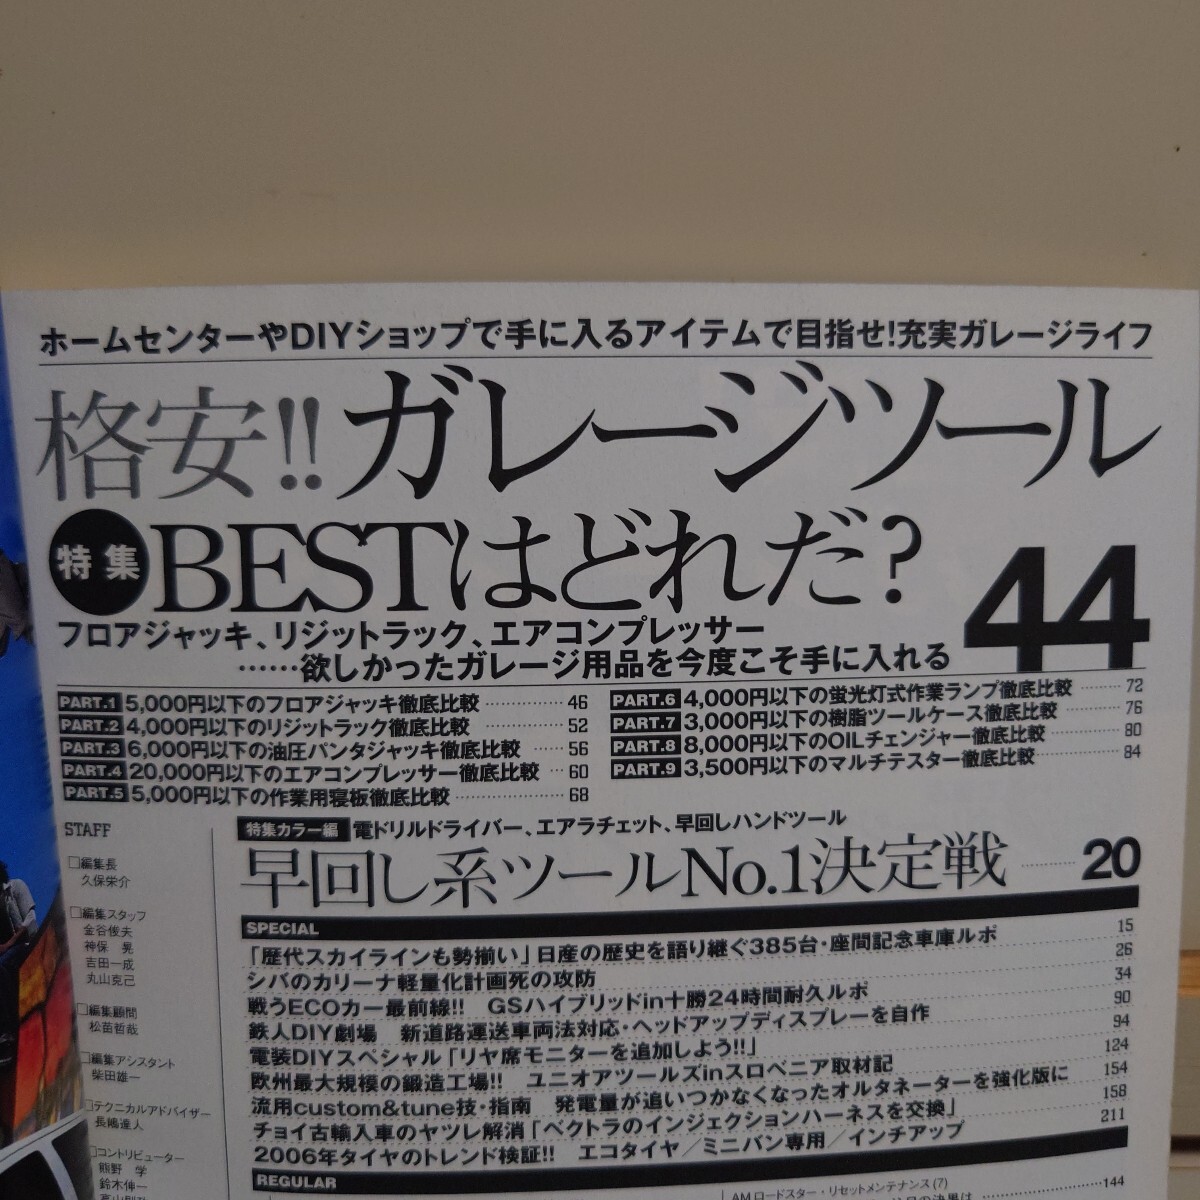 ホームセンターやDIYショップで手に入るアイテムで目指せ!充実ガレージライフ
格安!!ガレージツール
特集 BESTはどれだ? 44
フロアジャッキ、リジットラック、エアコンプレッサー
……欲しかったガレージ用品を今度こそ手に入れる
PART.1 5,000円以下のフロアジャッキ徹底比較 46
PART.2 4,000円以下のリジットラック徹底比較 52
PART.3 6,000円以下の油圧パンタジャッキ徹底比較 56
PART.4 20,000円以下のエアコンプレッサー徹底比較 60
PART.5 5,000円以下の作業用寝板徹底比較 68
PART.6 4,000円以下の蛍光灯式作業ランプ徹底比較 72
PART.7 3,000円以下の樹脂ツールケース徹底比較 76
PART.8 8,000円以下のOILチェンジャー徹底比較 80
PART.9 3,500円以下のマルチテスター徹底比較 84
STAFF
□編集長
久保栄介
□編集スタッフ
金谷俊夫
神保 晃
吉田一成
丸山克己
□編集顧問
松苗哲哉
□編集アシスタント
柴田雄一
□テクニカルアドバイザー
長嶋達人
□コントリビューター
熊野 学
鈴木伸一
特集カラー編 電ドリルドライバー、エアラチェット、早回しハンドツール
早回し系ツールNo.1決定戦 20
SPECIAL
「歴代スカイラインも勢揃い」日産の歴史を語り継ぐ385台・座間記念車庫ルポ 15
シバのカリーナ軽量化計画死の攻防 26
戦うECOカー最前線!! GSハイブリッドin十勝24時間耐久ルポ 34
鉄人DIY劇場 新道路運送車両法対応・ヘッドアップディスプレーを自作 90
電装DIYスペシャル「リヤ席モニターを追加しよう!!」 94
欧州最大規模の鍛造工場!! ユニオアツールズinスロベニア取材記 124
流用custom&tune技・指南 発電量が追いつかなくなったオルタネーターを強化版に 154
チョイ古輸入車のヤツレ解消「ベクトラのインジェクションハーネスを交換」 158
2006年タイヤのトレンド検証!! エコタイヤ／ミニバン専用／インチアップ 211
REGULAR
AMロードスター・リセットメンテナンス(7) 144